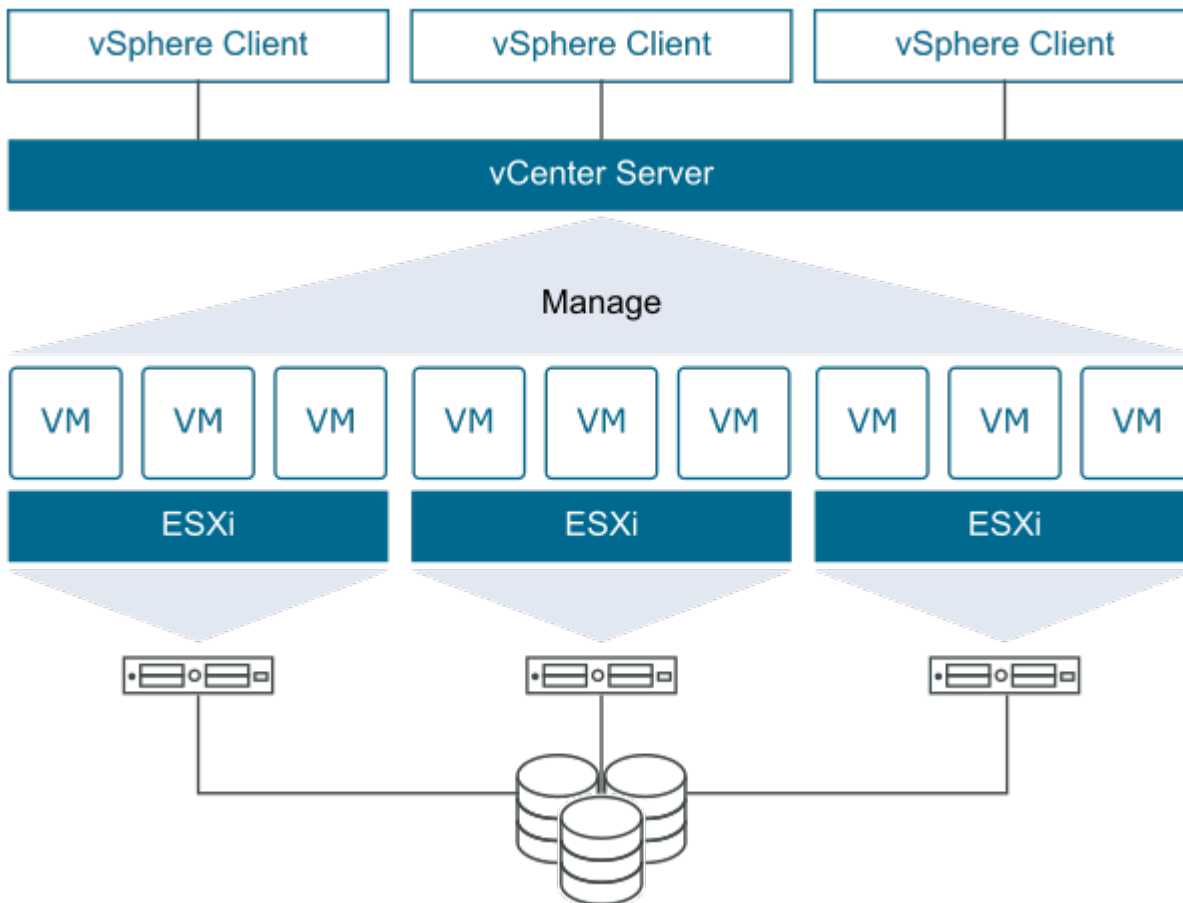 vSphere Client vSphere Client vSphere Client
vCenter Server
Manage
VM VM VM VM VM VM VM VM VM
ESXi ESXi ESXi